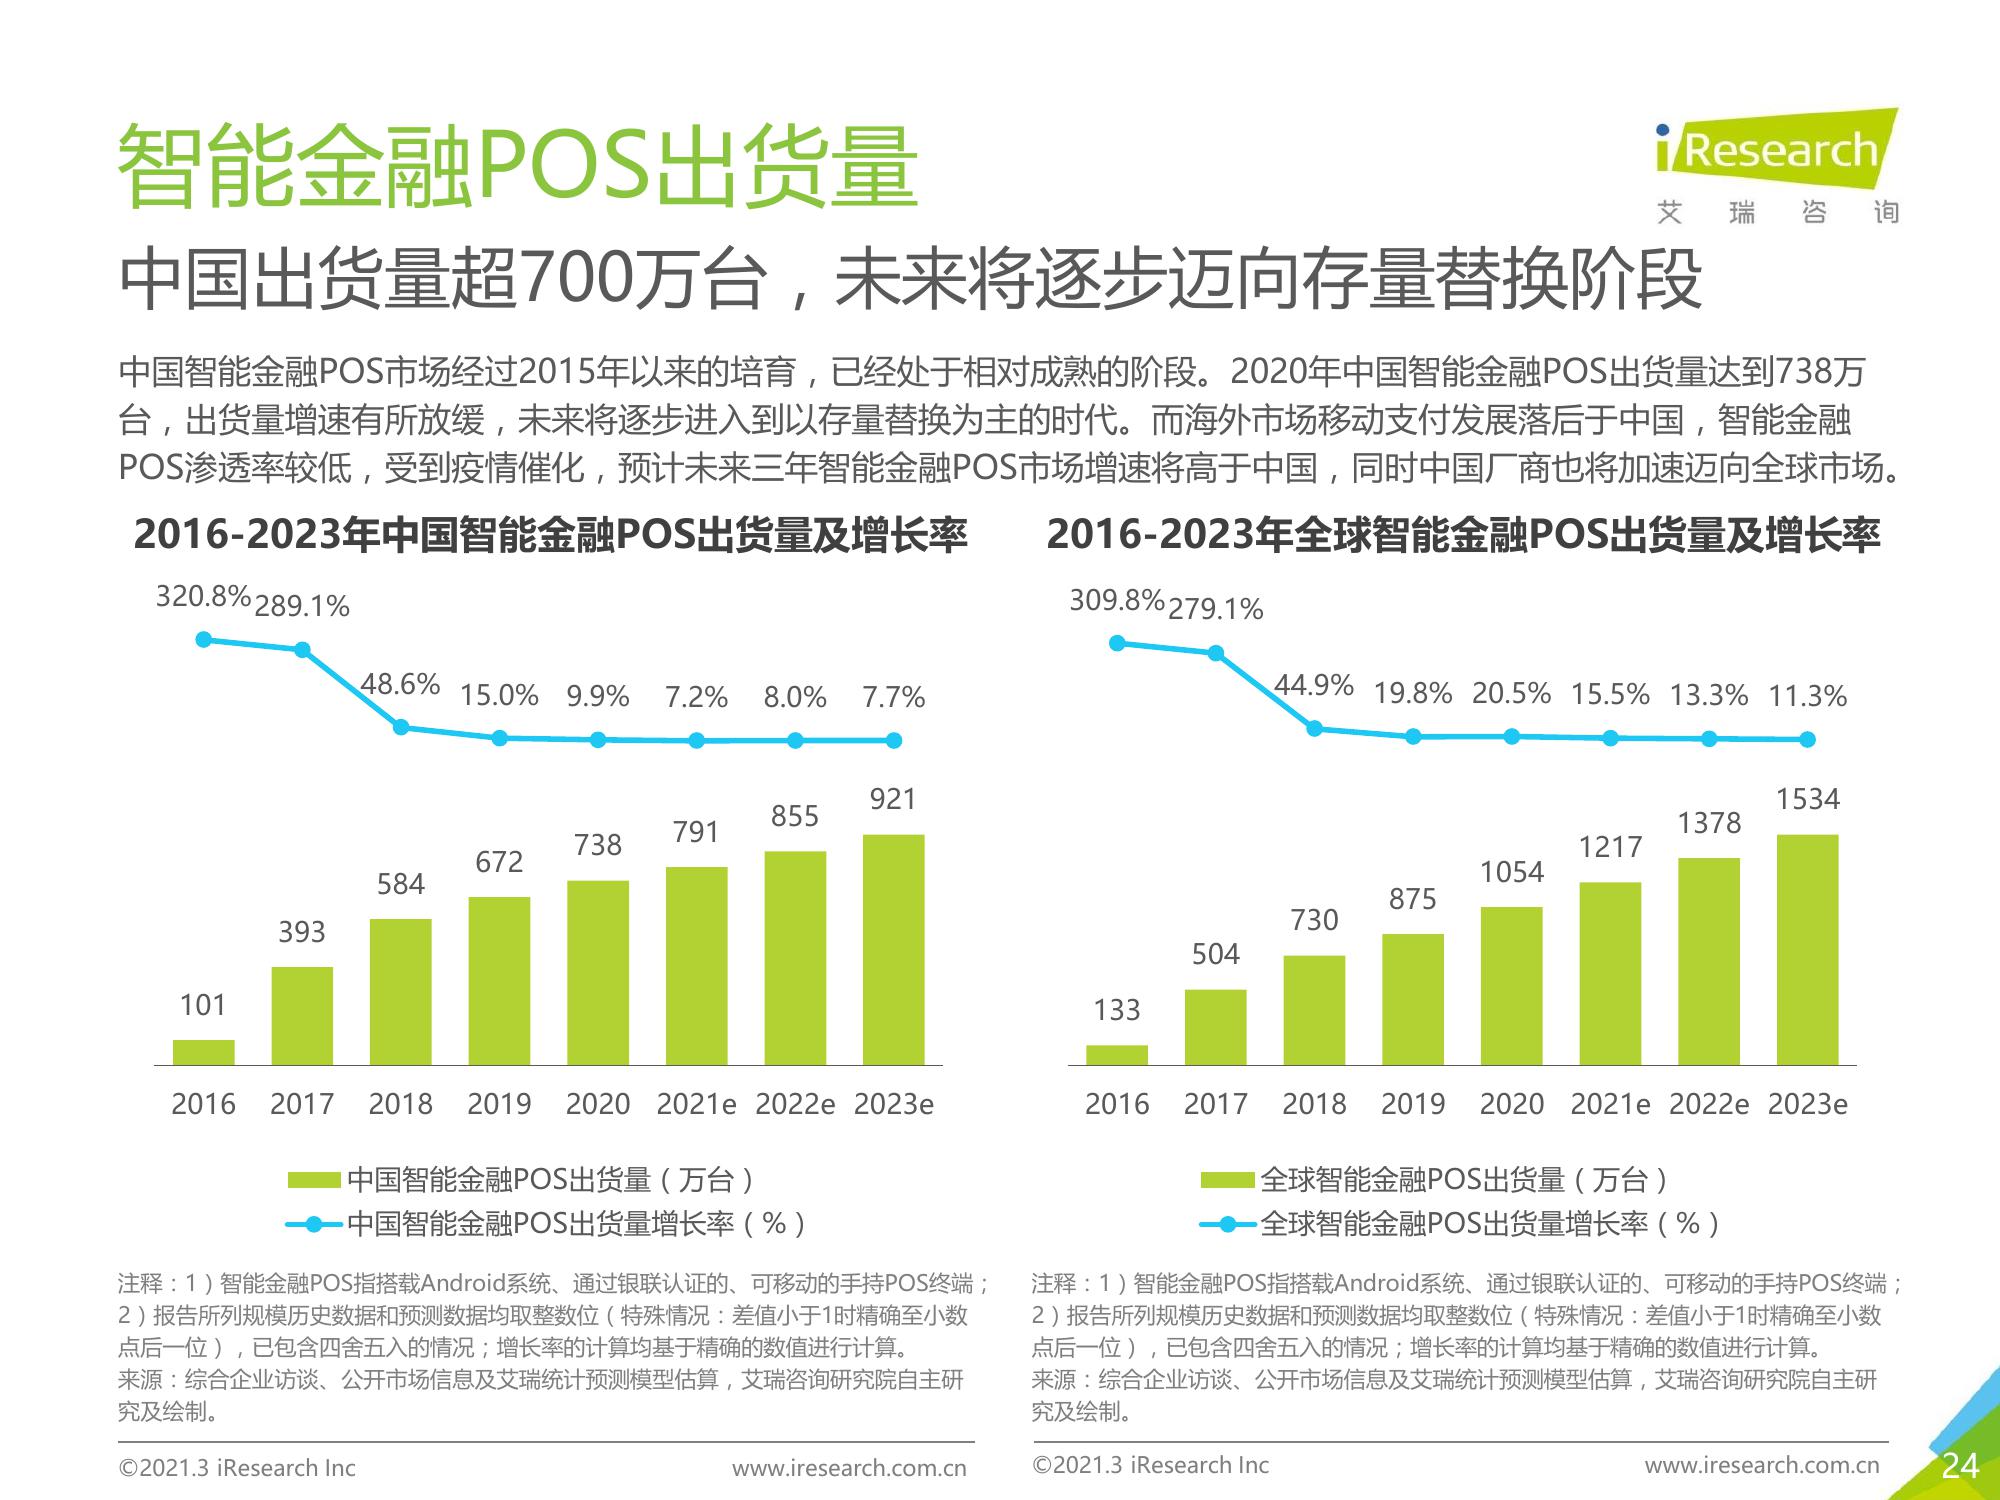 智能金融POS出货量
iResearch
艾瑞咨询
中国出货量超700万台，未来将逐步迈向存量替换阶段
中国智能金融POS市场经过2015年以来的培育，已经处于相对成熟的阶段。2020年中国智能金融POS出货量达到738万
台，出货量增速有所放缓，未来将逐步进入到以存量替换为主的时代。而海外市场移动支付发展落后于中国，智能金融
POS渗透率较低，受到疫情催化，预计未来三年智能金融POS市场增速将高于中国，同时中国厂商也将加速迈向全球市场。
2016-2023年中国智能金融POS出货量及增长率
320.8% 289.1% 48.6% 15.0% 9.9% 7.2% 8.0% 7.7%
101 393 584 672 738 791 855 921
2016 2017 2018 2019 2020 2021e 2022e 2023e
中国智能金融POS出货量（万台）
中国智能金融POS出货量增长率（%）
注释：1）智能金融POS指搭载Android系统、通过银联认证的、可移动的手持POS终端；
2）报告所列规模历史数据和预测数据均取整数位（特殊情况：差值小于1时精确至小数
点后一位），已包含四舍五入的情况；增长率的计算均基于精确的数值进行计算。
来源：综合企业访谈、公开市场信息及艾瑞统计预测模型估算，艾瑞咨询研究院自主研
究及绘制。
©2021.3 iResearch Inc www.iresearch.com.cn
2016-2023年全球智能金融POS出货量及增长率
309.8% 279.1% 44.9% 19.8% 20.5% 15.5% 13.3% 11.3%
133 504 730 875 1054 1217 1378 1534
2016 2017 2018 2019 2020 2021e 2022e 2023e
全球智能金融POS出货量（万台）
全球智能金融POS出货量增长率（%）
注释：1）智能金融POS指搭载Android系统、通过银联认证的、可移动的手持POS终端；
2）报告所列规模历史数据和预测数据均取整数位（特殊情况：差值小于1时精确至小数
点后一位），已包含四舍五入的情况；增长率的计算均基于精确的数值进行计算。
来源：综合企业访谈、公开市场信息及艾瑞统计预测模型估算，艾瑞咨询研究院自主研
究及绘制。
©2021.3 iResearch Inc www.iresearch.com.cn
24